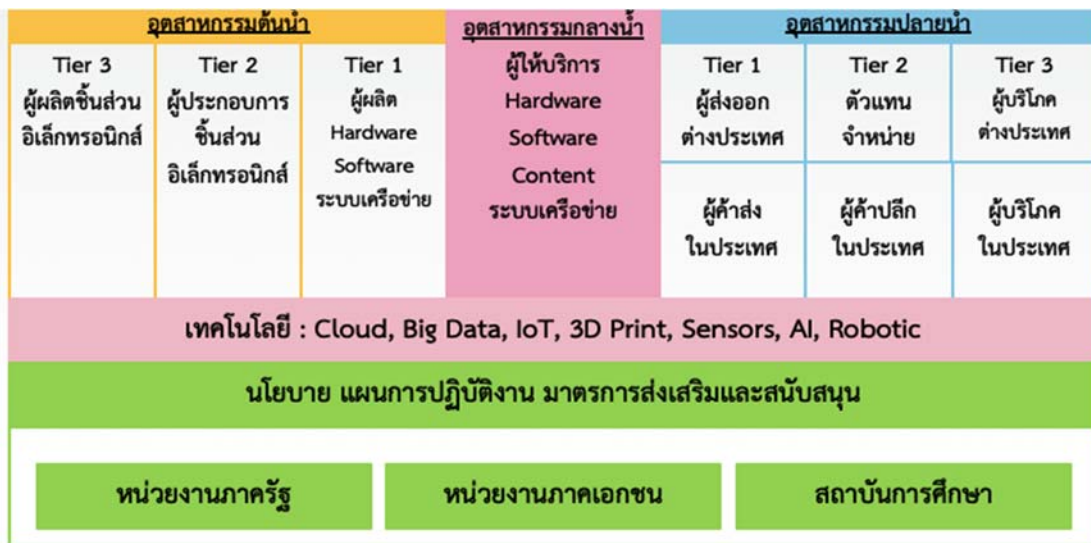 อุตสาหกรรมต้นน้ำ
Tier 3
ผู้ผลิตชิ้นส่วน
อิเล็กทรอนิกส์
Tier 2
ผู้ประกอบการ
ชิ้นส่วน
อิเล็กทรอนิกส์
Tier 1
ผู้ผลิต
Hardware
Software
ระบบเครือข่าย
อุตสาหกรรมกลางน้ำ
ผู้ให้บริการ
Hardware
Software
Content
ระบบเครือข่าย
อุตสาหกรรมปลายน้ำ
Tier 1
ผู้ส่งออก
ต่างประเทศ
Tier 2
ตัวแทน
จำหน่าย
Tier 3
ผู้บริโภค
ต่างประเทศ
ผู้ค้าส่ง
ในประเทศ
ผู้ค้าปลีก
ในประเทศ
ผู้บริโภค
ในประเทศ
เทคโนโลยี : Cloud, Big Data, IoT, 3D Print, Sensors, AI, Robotic
นโยบาย แผนการปฏิบัติงาน มาตรการส่งเสริมและสนับสนุน
หน่วยงานภาครัฐ
หน่วยงานภาคเอกชน
สถาบันการศึกษา